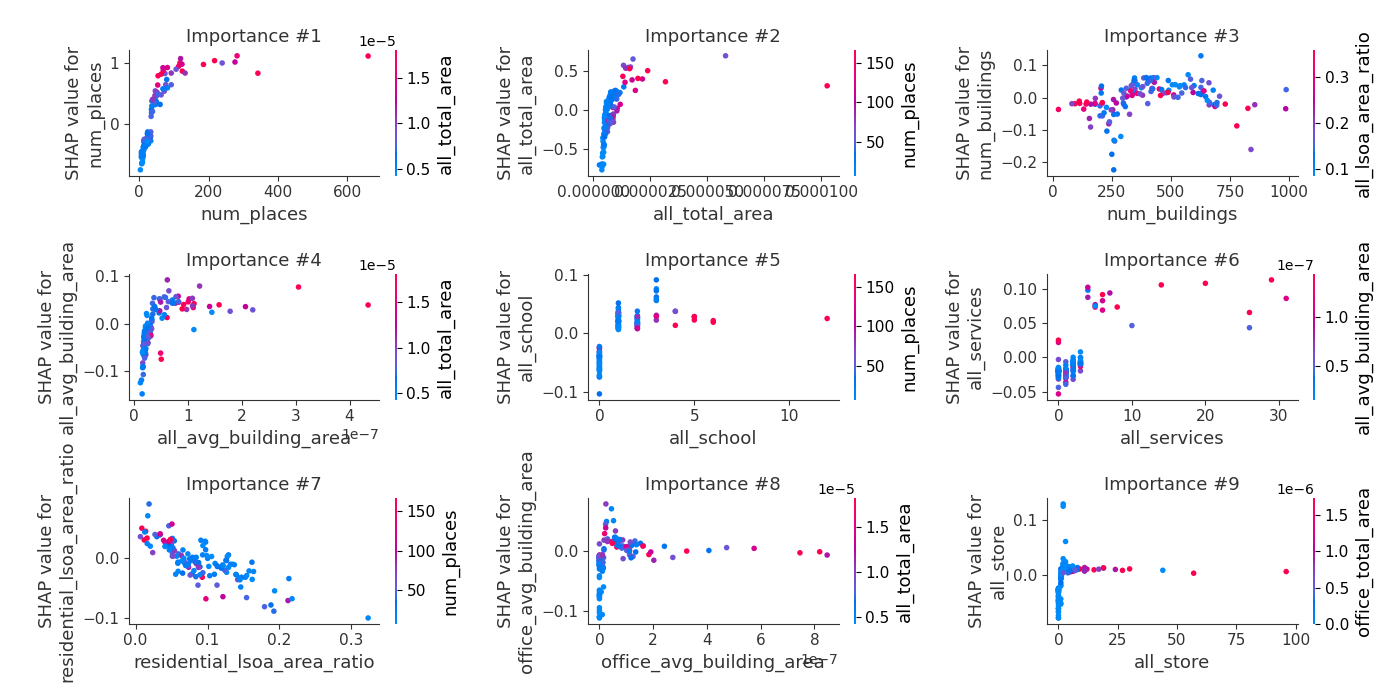 Importance #1
1e−5
SHAP value for
num_places
1
0
0
200
400
600
num_places
1.5
1.0
0.5
all_total_area
Importance #2
SHAP value for
all_total_area
0.5
0.0
−0.5
all_total_area
150
100
50
num_places
Importance #3
SHAP value for
num_buildings
0.1
0.0
−0.1
−0.2
0
250
500
750
1000
num_buildings
0.3
0.2
0.1
all_lsoa_area_ratio
Importance #4
1e−5
SHAP value for
all_avg_building_area
0.1
0.0
−0.1
0
1
2
3
4
all_avg_building_area
1e−7
1.5
1.0
0.5
all_total_area
Importance #5
SHAP value for
all_school
0.1
0.0
−0.1
0
5
10
all_school
150
100
50
num_places
Importance #6
1e−7
SHAP value for
all_services
0.10
0.05
0.00
−0.05
0
10
20
30
all_services
1.0
0.5
all_avg_building_area
Importance #7
SHAP value for
residential_lsoa_area_ratio
0.0
−0.1
0.0
0.1
0.2
0.3
residential_lsoa_area_ratio
150
100
50
num_places
Importance #8
1e−5
SHAP value for
office_avg_building_area
0.0
−0.1
0
2
4
6
8
office_avg_building_area
1e−7
1.5
1.0
0.5
all_total_area
Importance #9
1e−6
SHAP value for
all_store
0.1
0.0
0
25
50
75
100
all_store
1.5
1.0
0.5
0.0
office_total_area